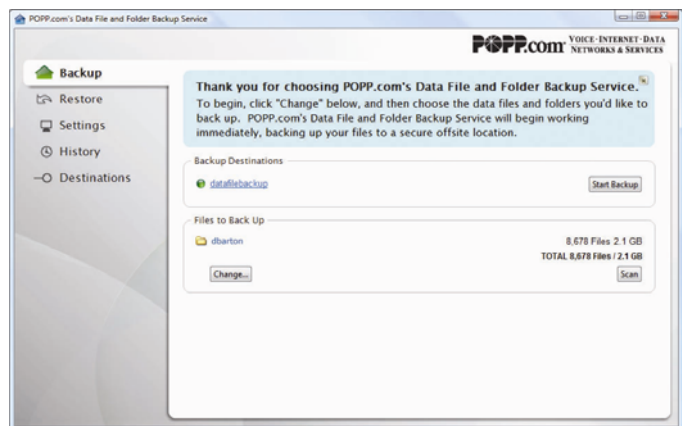 POPP.com's Data File and Folder Backup Service
POPP.COM VOICE·INTERNET·DATA
NETWORKS & SERVICES
Backup
Restore
Settings
History
Destinations
Thank you for choosing POPP.com's Data File and Folder Backup Service.
To begin, click "Change" below, and then choose the data files and folders you'd like to
back up. POPP.com's Data File and Folder Backup Service will begin working
immediately, backing up your files to a secure offsite location.
Backup Destinations
datafilebackup
Start Backup
Files to Back Up
dbarton
8,678 Files 2.1 GB
TOTAL 8,678 Files / 2.1 GB
Change...
Scan